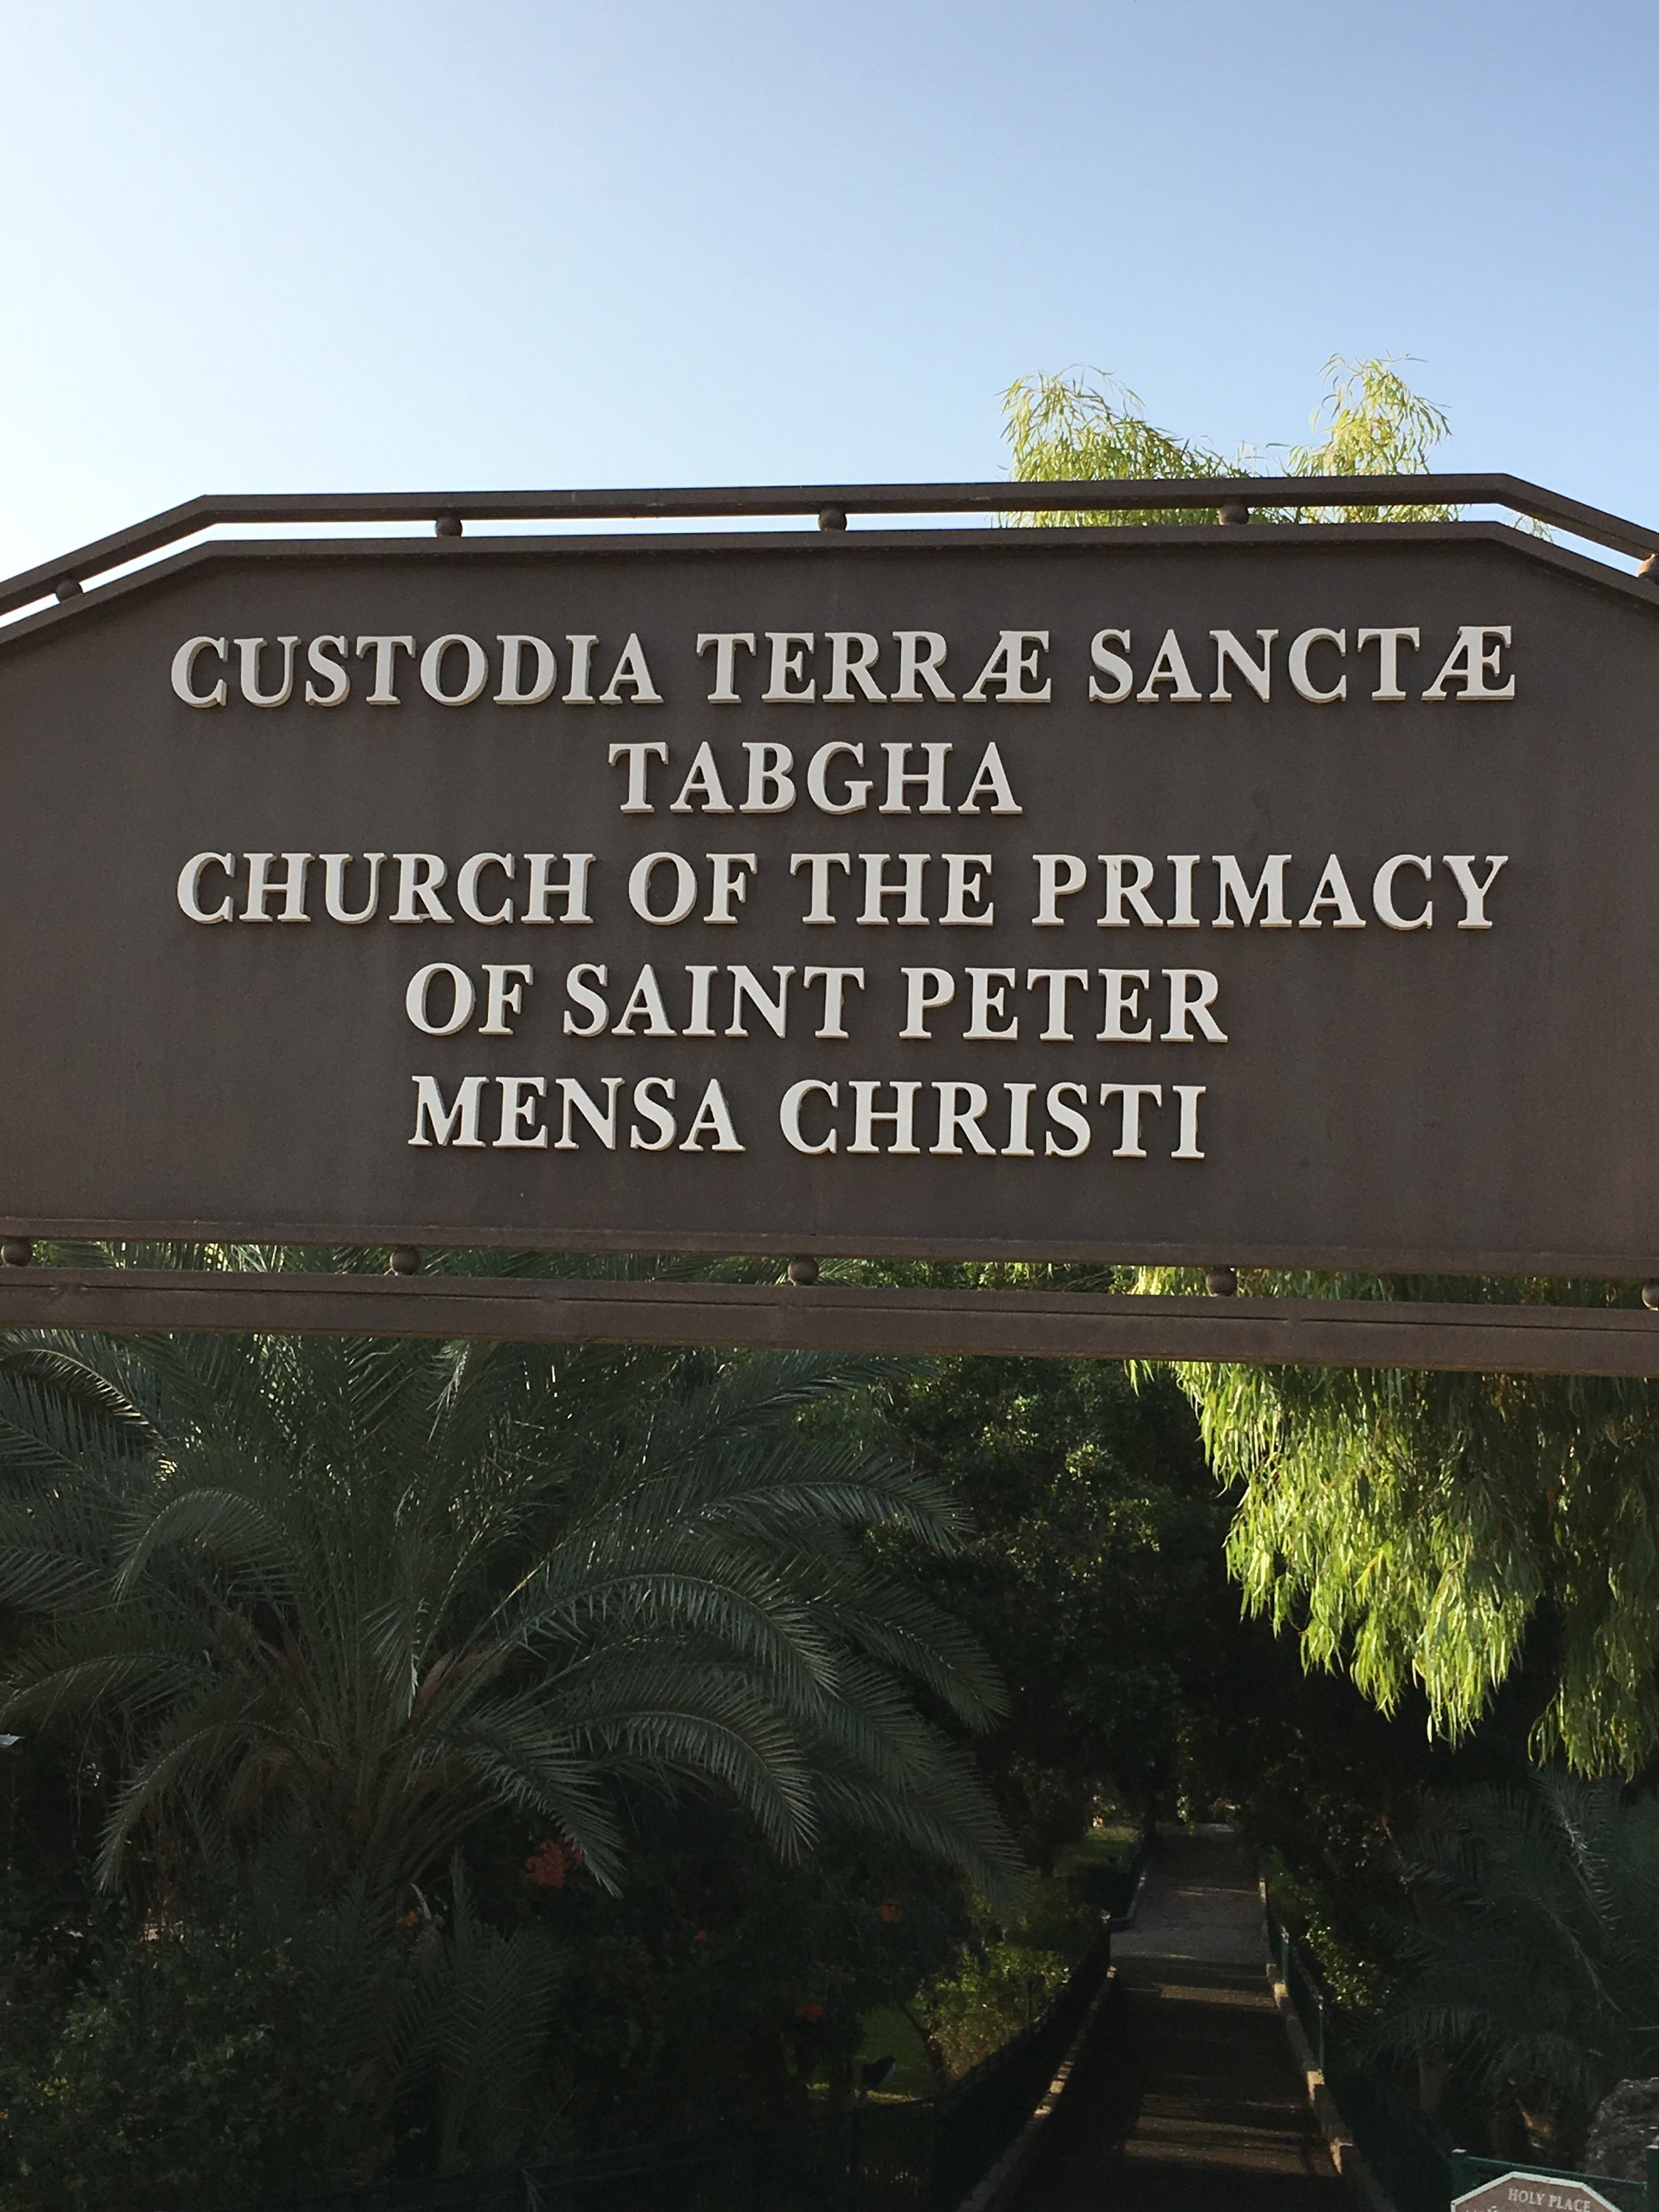 CUSTODIA TERRÆ SANCTÆ
TABGHA
CHURCH OF THE PRIMACY
OF SAINT PETER
MENSA CHRISTI
HOLY PLACE